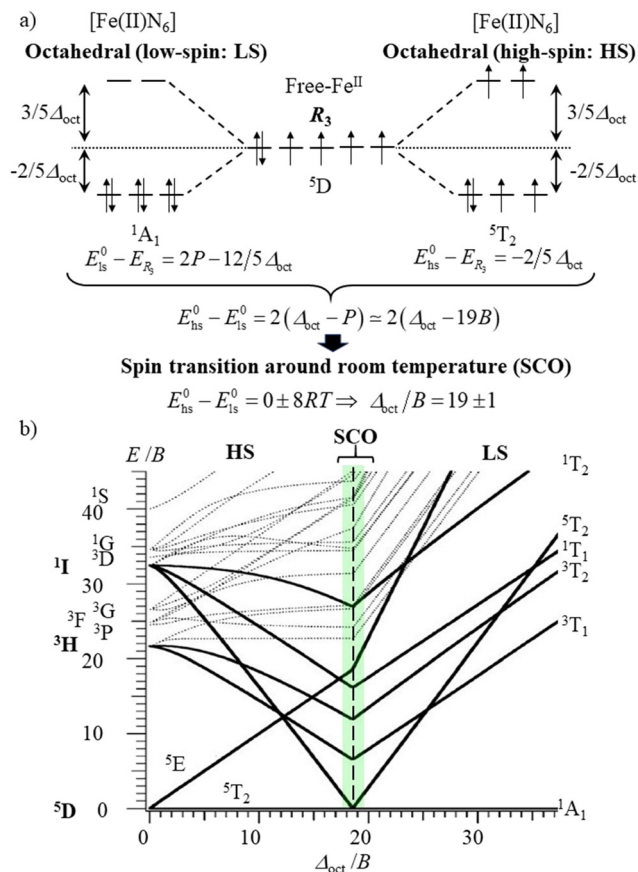 a)
[Fe(II)N₆]
Octahedral (low-spin: LS)
[Fe(II)N₆]
Octahedral (high-spin: HS)
Free-Fe^II
R₃
3/5Δoct
3/5Δoct
-2/5Δoct
-2/5Δoct
⁵D
¹A₁
⁵T₂
E⁰ls − E_R₃ = 2P − 12/5 Δoct
E⁰hs − E_R₃ = −2/5 Δoct
E⁰hs − E⁰ls = 2(Δoct − P) ≃ 2(Δoct − 19B)
Spin transition around room temperature (SCO)
E⁰hs − E⁰ls = 0 ± 8RT ⇒ Δoct/B = 19 ± 1
b)
E/B
HS
SCO
LS
¹T₂
¹S
40
⁵T₂
¹G
³D
¹T₁
¹I
30
³T₂
³F
³G
³P
³T₁
³H
20
10
⁵E
⁵T₂
⁵D
0
¹A₁
0
10
20
30
Δoct/B